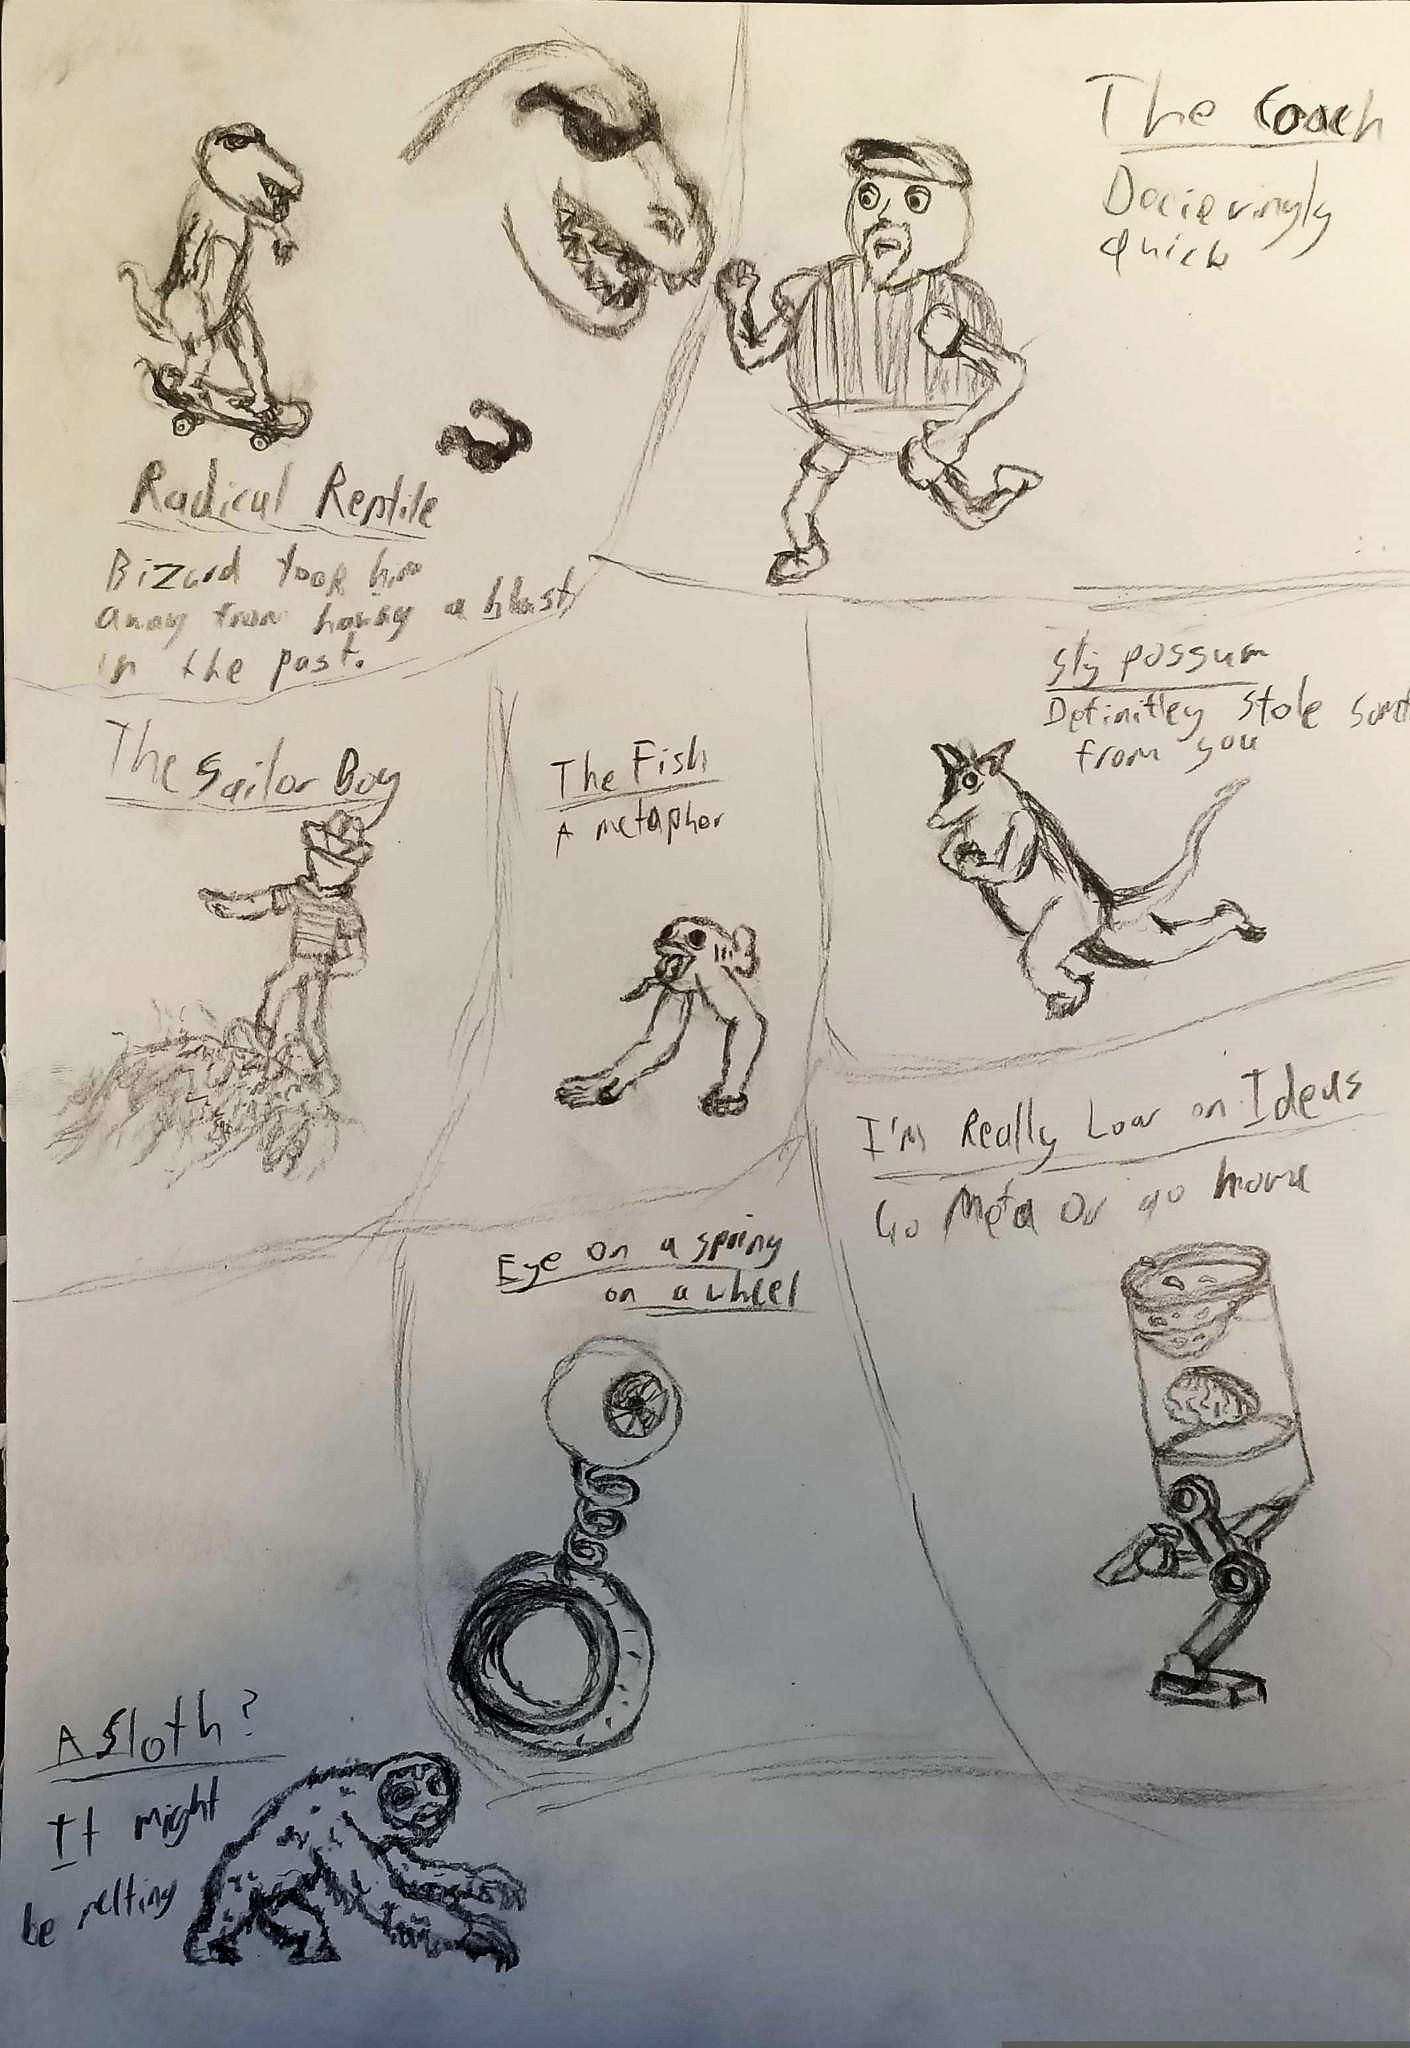 The Coach
Decieveringly
quick
Radical Reptile
Bizard took him
away from having a blast
in the past.
Sly possum
Definitley stole
from you
The Sailor Boy
The Fish
A metaphor
I'm Really Low on Ideas
Go Meta Or go home
Eye On a spring
on a wheel
A Sloth?
It might
be melting